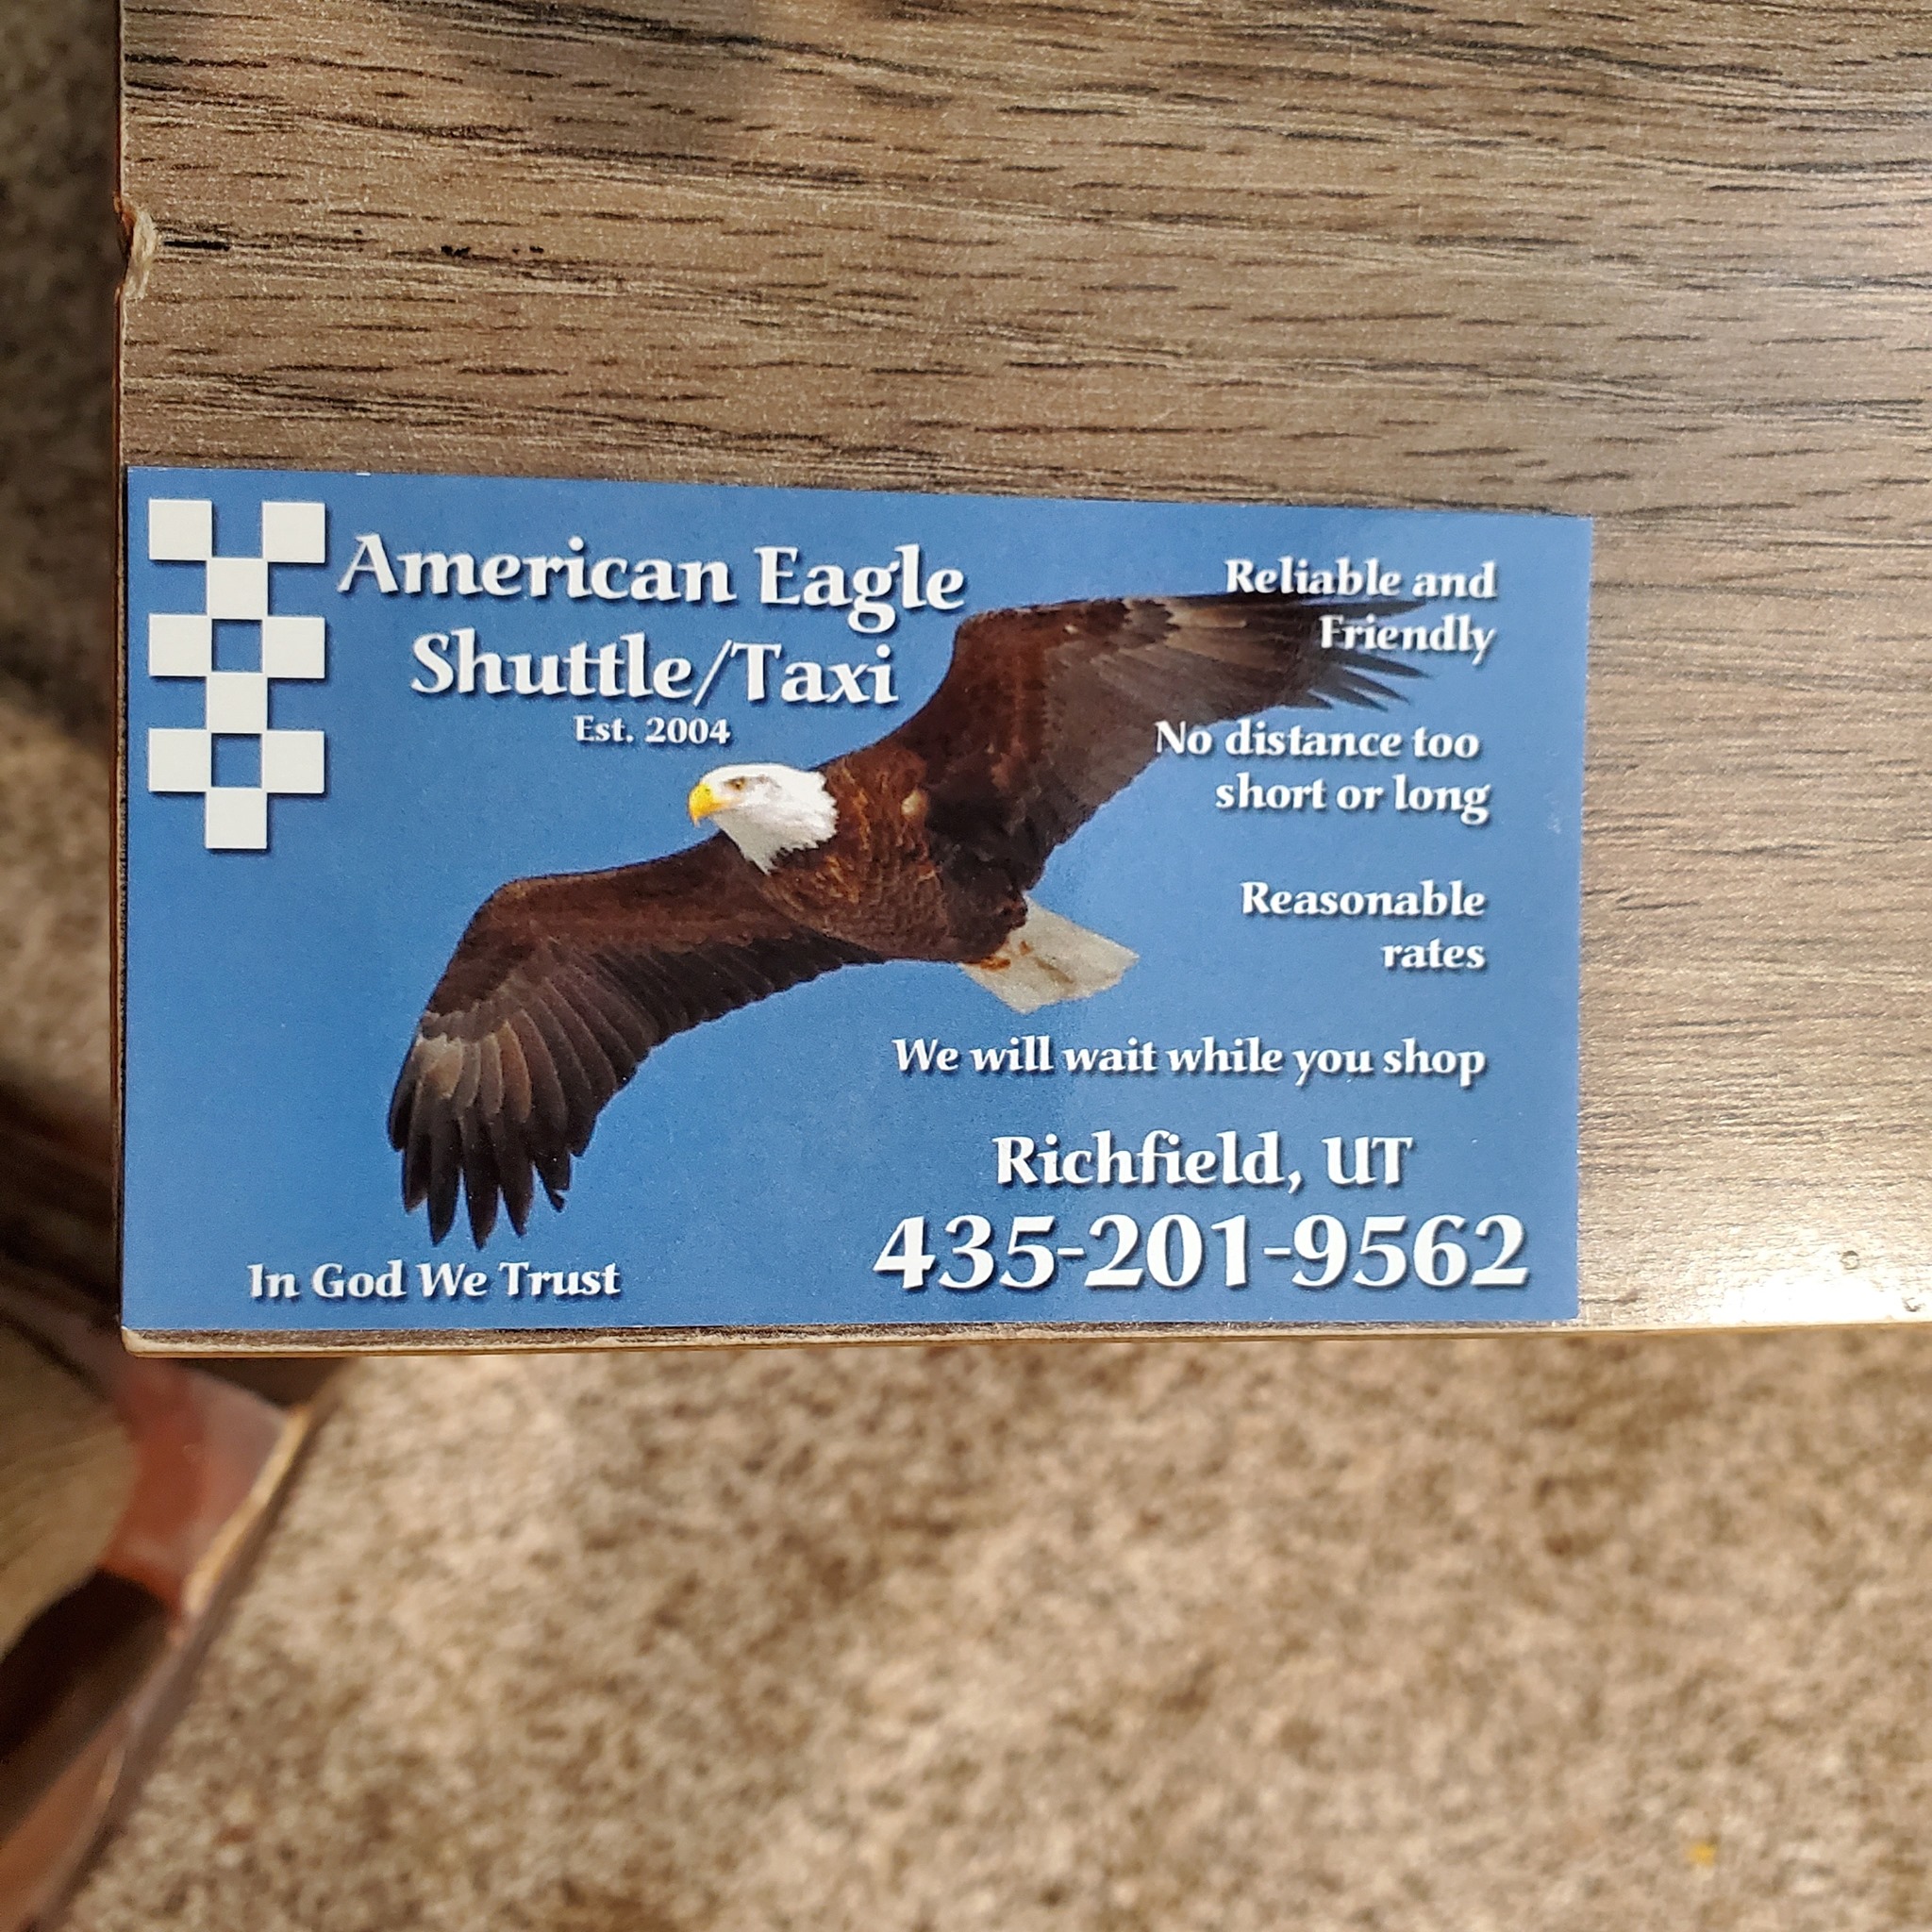 American Eagle
Shuttle/Taxi
Est. 2004
Reliable and
Friendly
No distance too
short or long
Reasonable
rates
We will wait while you shop
Richfield, UT
435-201-9562
In God We Trust